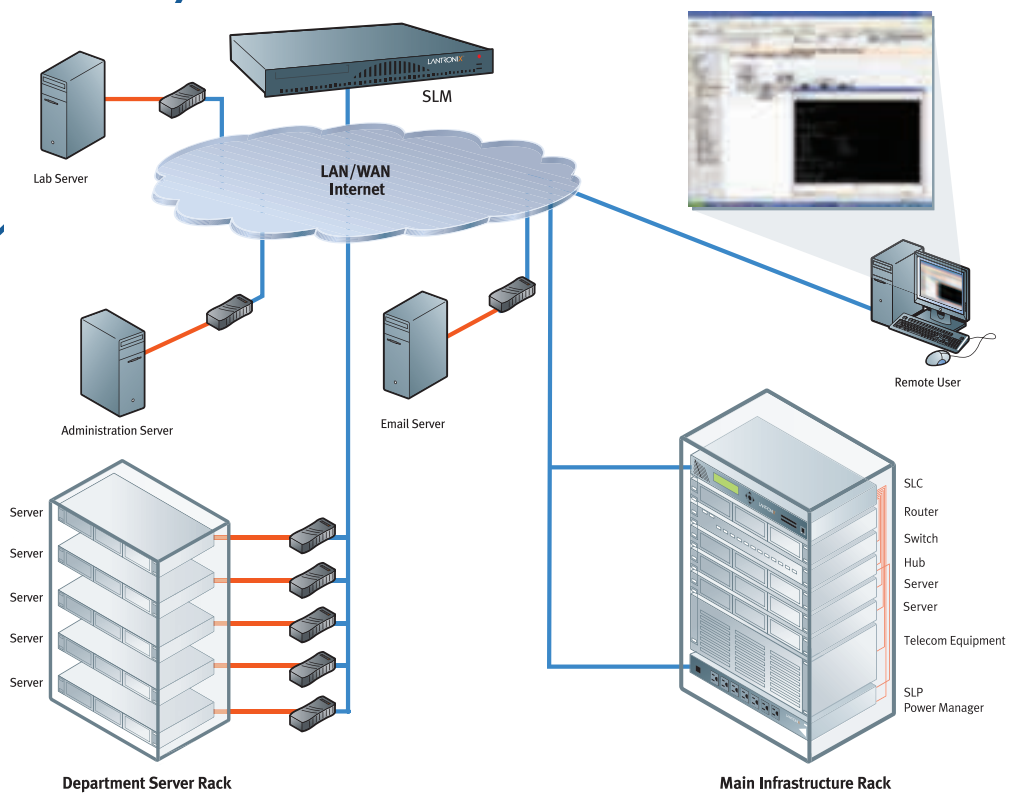 LANTRONIX
SLM
Lab Server
LAN/WAN
Internet
Remote User
Administration Server
Email Server
Server
Server
Server
Server
Server
SLC
Router
Switch
Hub
Server
Server
Telecom Equipment
SLP
Power Manager
Department Server Rack
Main Infrastructure Rack